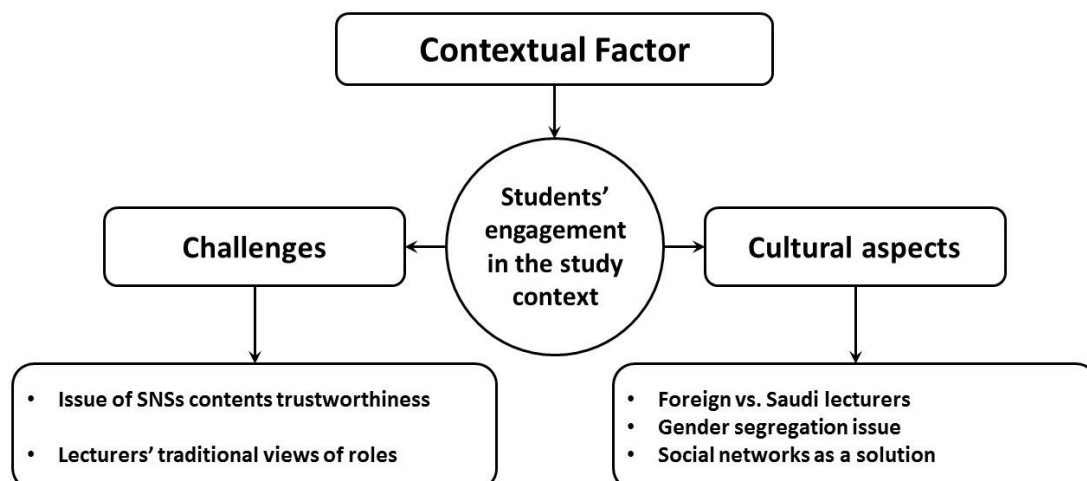 Contextual Factor
Students’
engagement
in the study
context
Challenges
Cultural aspects
• Issue of SNSs contents trustworthiness
• Lecturers’ traditional views of roles
• Foreign vs. Saudi lecturers
• Gender segregation issue
• Social networks as a solution